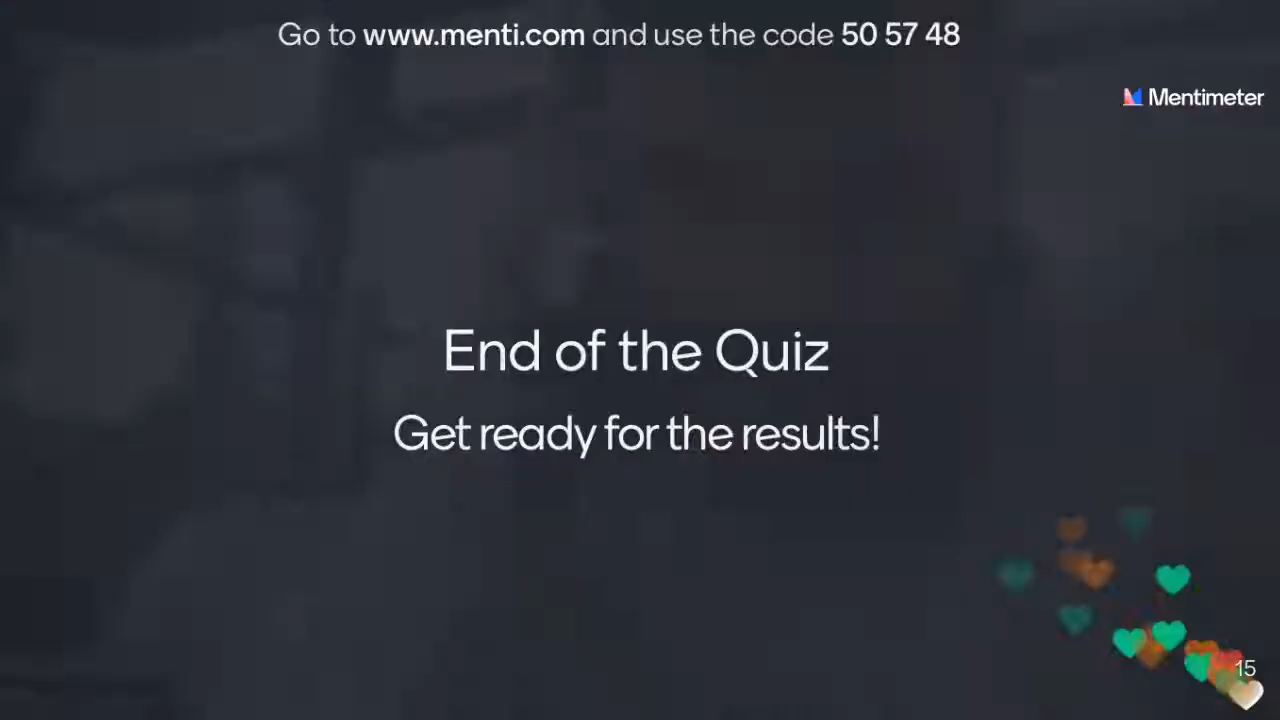 Go to www.menti.com and use the code 50 57 48
Mentimeter
End of the Quiz
Get ready for the results!
15